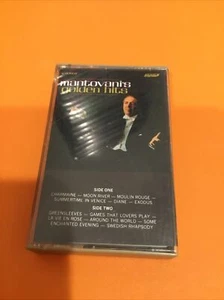 mantovani's
golden hits
SIDE ONE
CHARMAINE — MOON RIVER — MOULIN ROUGE —
SUMMERTIME IN VENICE — DIANE — EXODUS
SIDE TWO
GREENSLEEVES — GAMES THAT LOVERS PLAY —
LA VIE EN ROSE — AROUND THE WORLD — SOME
ENCHANTED EVENING — SWEDISH RHAPSODY